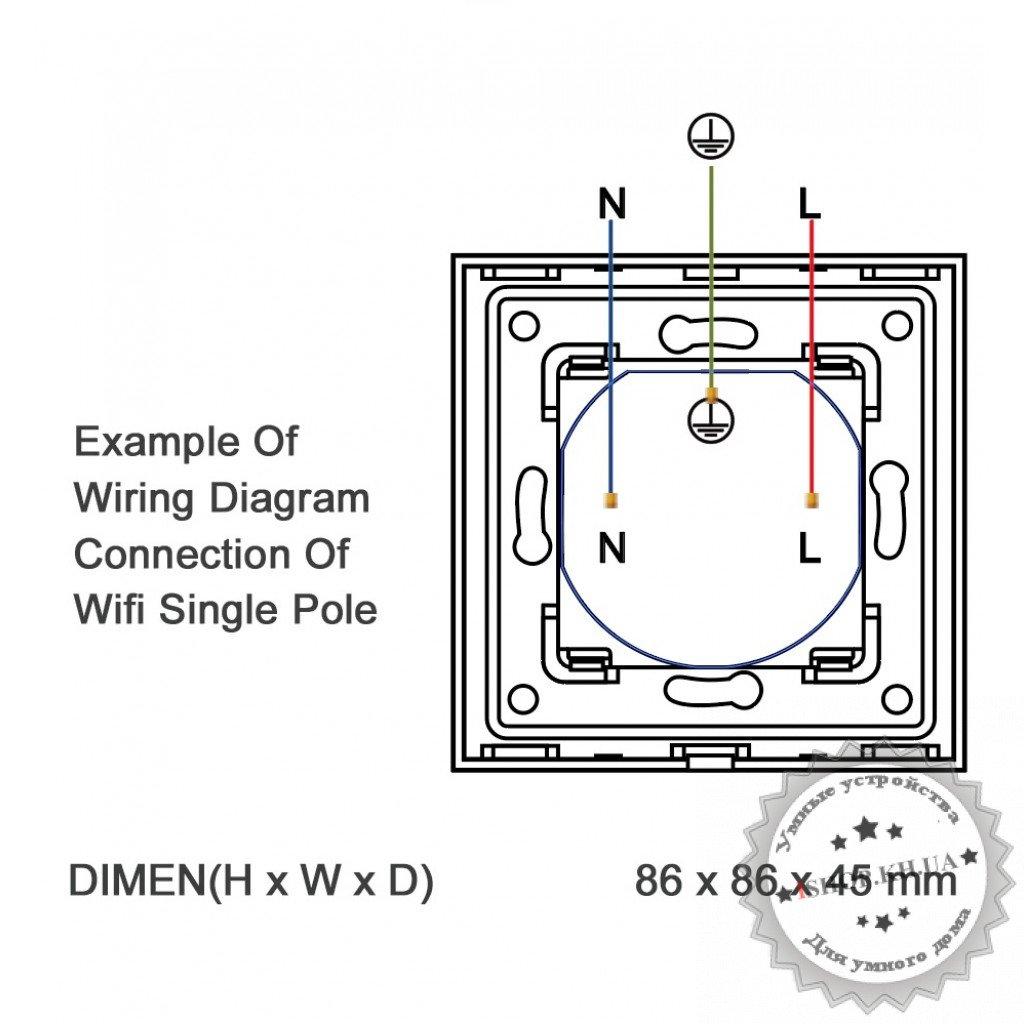 N
L
Example Of
Wiring Diagram
Connection Of
Wifi Single Pole
N
L
DIMEN(H x W x D)
86 x 86 x 45 mm
Умные устройства
iSHOP.KH.UA
Для умного дома